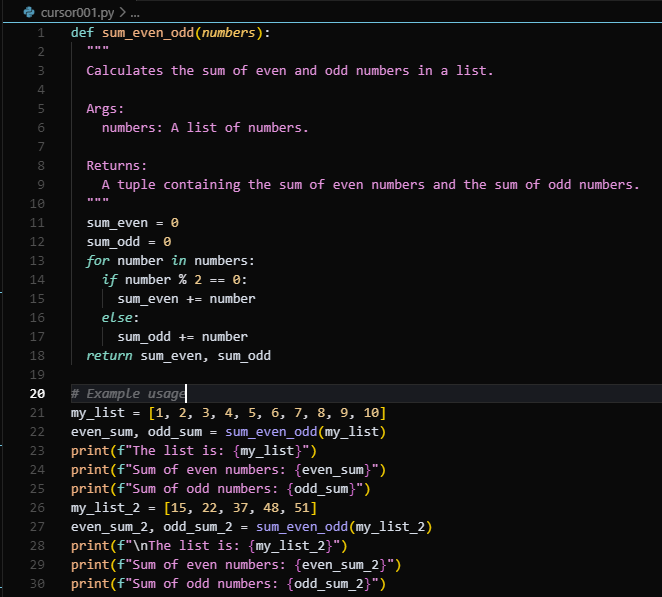 cursor001.py > ...
1 def sum_even_odd(numbers):
2   """
3   Calculates the sum of even and odd numbers in a list.
4
5   Args:
6     numbers: A list of numbers.
7
8   Returns:
9     A tuple containing the sum of even numbers and the sum of odd numbers.
10   """
11   sum_even = 0
12   sum_odd = 0
13   for number in numbers:
14     if number % 2 == 0:
15       sum_even += number
16     else:
17       sum_odd += number
18   return sum_even, sum_odd
19
20 # Example usage
21 my_list = [1, 2, 3, 4, 5, 6, 7, 8, 9, 10]
22 even_sum, odd_sum = sum_even_odd(my_list)
23 print(f"The list is: {my_list}")
24 print(f"Sum of even numbers: {even_sum}")
25 print(f"Sum of odd numbers: {odd_sum}")
26 my_list_2 = [15, 22, 37, 48, 51]
27 even_sum_2, odd_sum_2 = sum_even_odd(my_list_2)
28 print(f"\nThe list is: {my_list_2}")
29 print(f"Sum of even numbers: {even_sum_2}")
30 print(f"Sum of odd numbers: {odd_sum_2}")